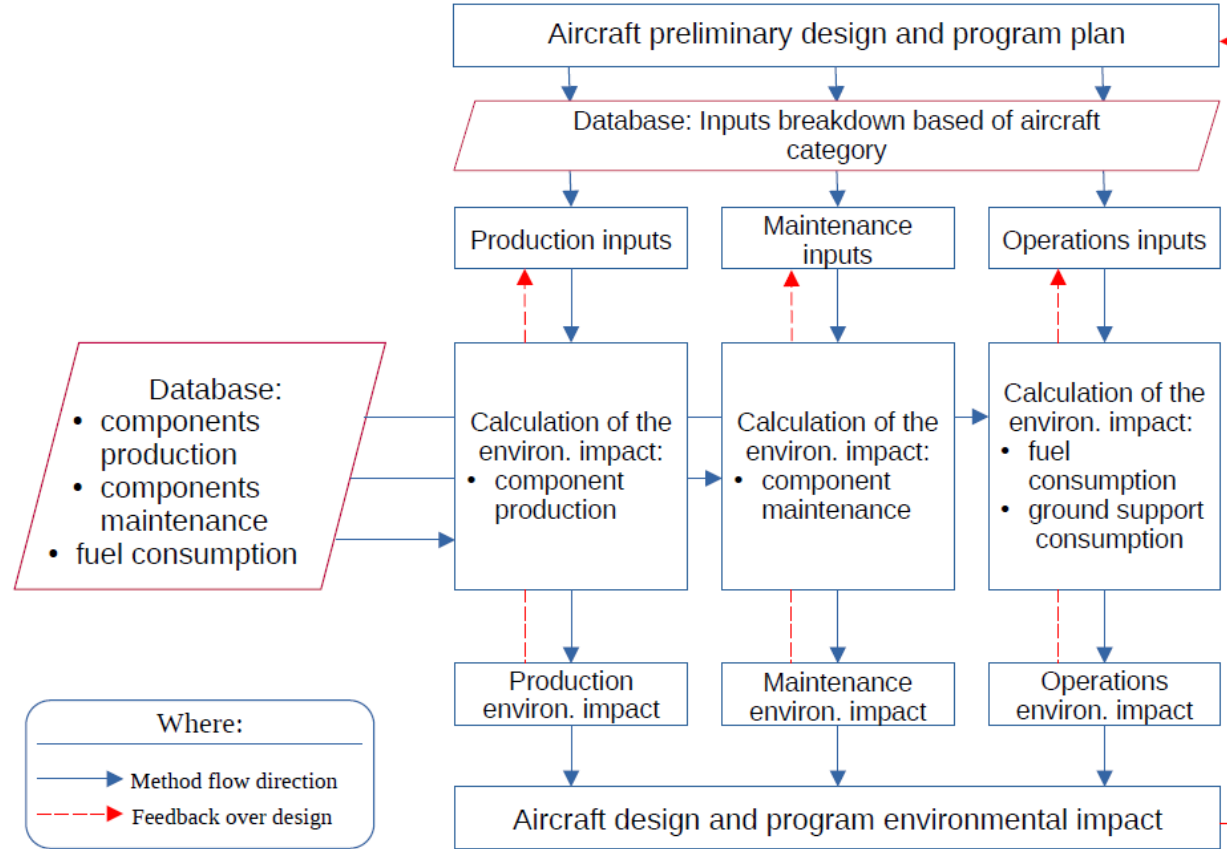 Aircraft preliminary design and program plan
Database: Inputs breakdown based of aircraft
category
Production inputs
Maintenance
inputs
Operations inputs
Database:
• components
production
• components
maintenance
• fuel consumption
Calculation of the
environ. impact:
• component
production
Calculation of the
environ. impact:
• component
maintenance
Calculation of the
environ. impact:
• fuel
consumption
• ground support
consumption
Production
environ. impact
Maintenance
environ. impact
Operations
environ. impact
Where:
Method flow direction
Feedback over design
Aircraft design and program environmental impact